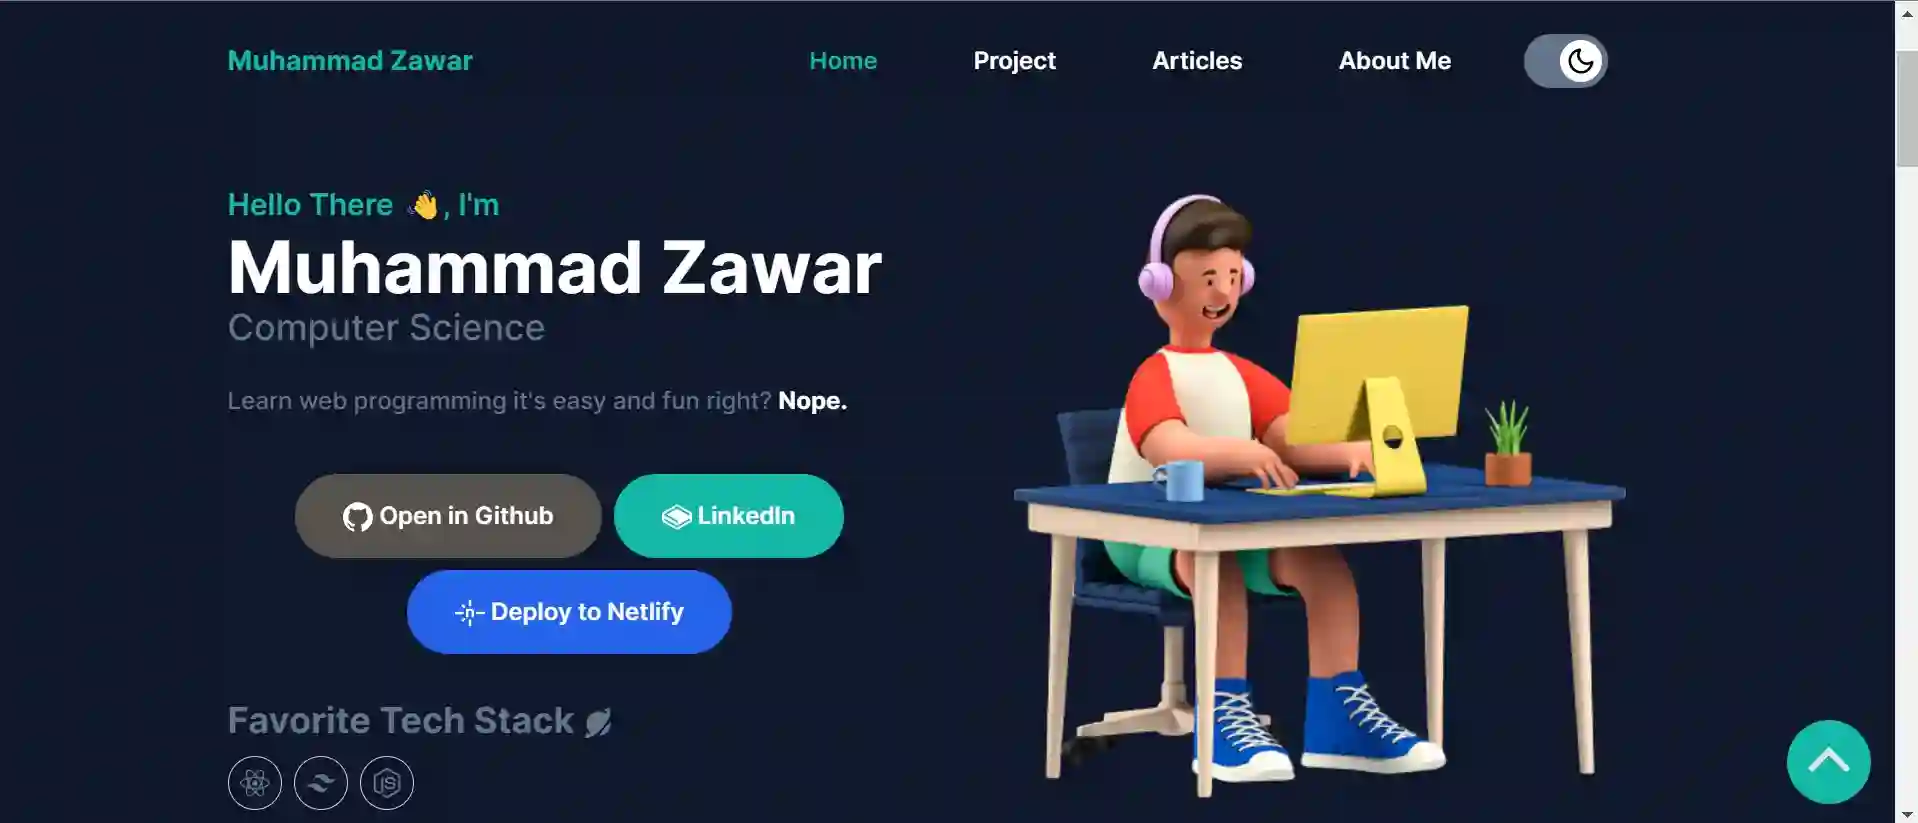 Muhammad Zawar
Home
Project
Articles
About Me
Hello There 👋, I'm
Muhammad Zawar
Computer Science
Learn web programming it's easy and fun right? Nope.
Open in Github
LinkedIn
Deploy to Netlify
Favorite Tech Stack
JS